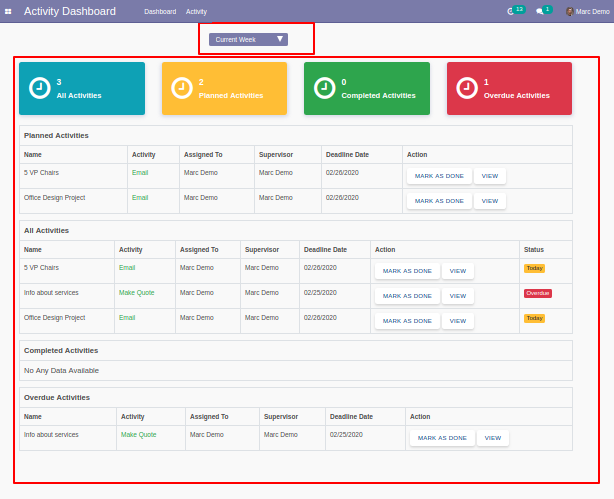 Activity Dashboard Dashboard Activity 13 1 Marc Demo
Current Week
3 2 0 1
All Activities Planned Activities Completed Activities Overdue Activities
Planned Activities
Name Activity Assigned To Supervisor Deadline Date Action
5 VP Chairs Email Marc Demo Marc Demo 02/26/2020 MARK AS DONE VIEW
Office Design Project Email Marc Demo Marc Demo 02/26/2020 MARK AS DONE VIEW
All Activities
Name Activity Assigned To Supervisor Deadline Date Action Status
5 VP Chairs Email Marc Demo Marc Demo 02/26/2020 MARK AS DONE VIEW Today
Info about services Make Quote Marc Demo Marc Demo 02/25/2020 MARK AS DONE VIEW Overdue
Office Design Project Email Marc Demo Marc Demo 02/26/2020 MARK AS DONE VIEW Today
Completed Activities
No Any Data Available
Overdue Activities
Name Activity Assigned To Supervisor Deadline Date Action
Info about services Make Quote Marc Demo Marc Demo 02/25/2020 MARK AS DONE VIEW